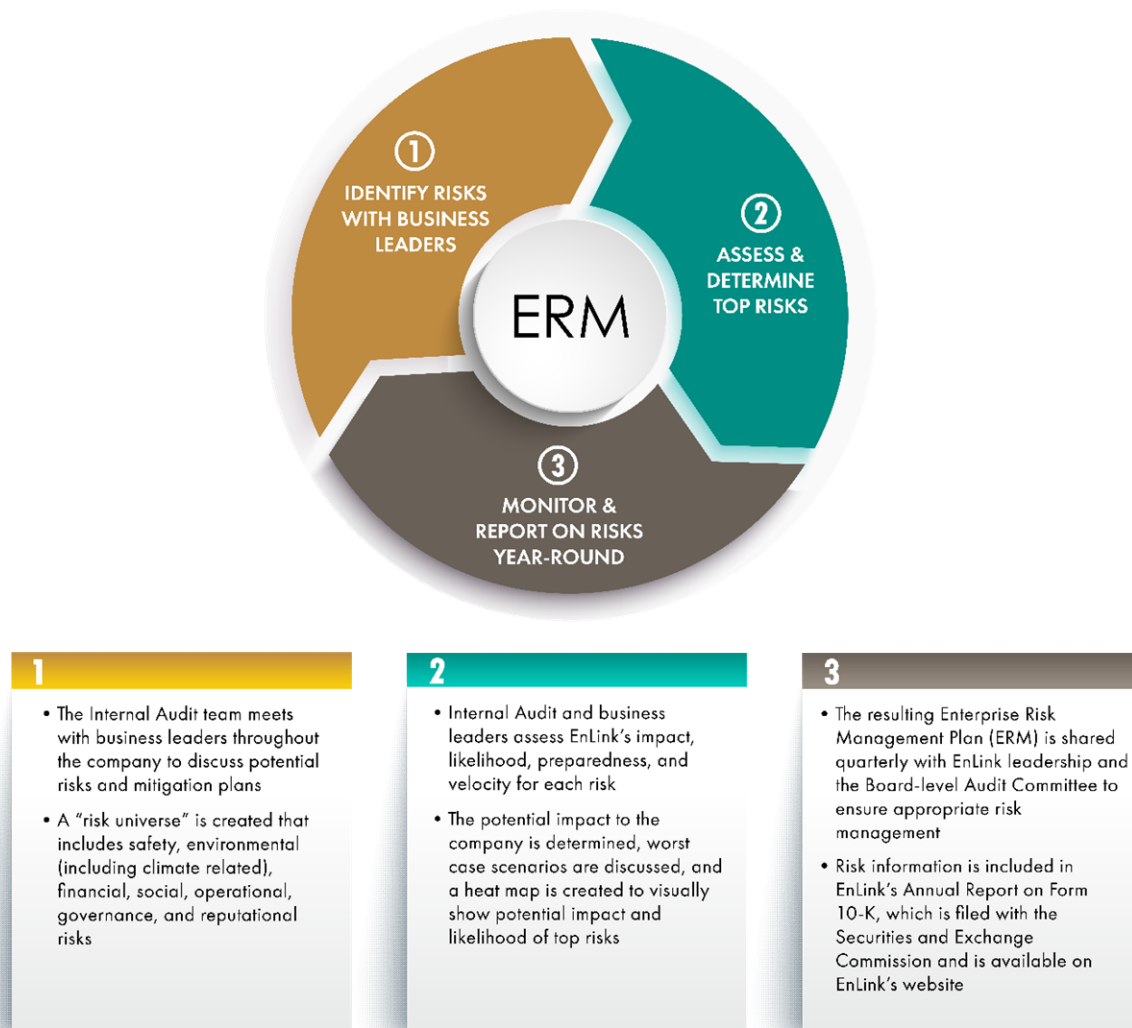 1
IDENTIFY RISKS
WITH BUSINESS
LEADERS
2
ASSESS &
DETERMINE
TOP RISKS
ERM
3
MONITOR &
REPORT ON RISKS
YEAR-ROUND
1
• The Internal Audit team meets
with business leaders throughout
the company to discuss potential
risks and mitigation plans
• A “risk universe” is created that
includes safety, environmental
(including climate related),
financial, social, operational,
governance, and reputational
risks
2
• Internal Audit and business
leaders assess EnLink’s impact,
likelihood, preparedness, and
velocity for each risk
• The potential impact to the
company is determined, worst
case scenarios are discussed, and
a heat map is created to visually
show potential impact and
likelihood of top risks
3
• The resulting Enterprise Risk
Management Plan (ERM) is shared
quarterly with EnLink leadership and
the Board-level Audit Committee to
ensure appropriate risk
management
• Risk information is included in
EnLink’s Annual Report on Form
10-K, which is filed with the
Securities and Exchange
Commission and is available on
EnLink’s website